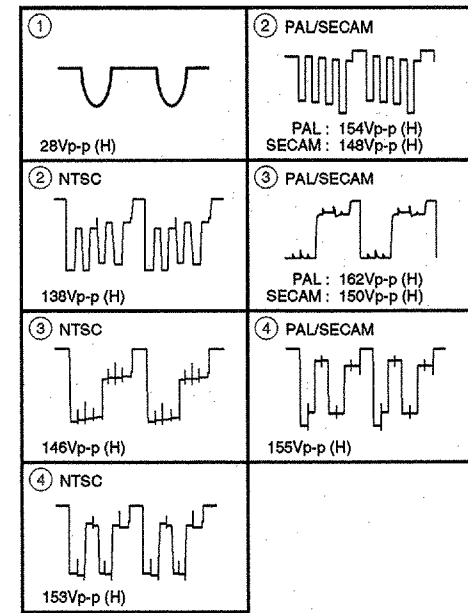 ① ② PAL/SECAM
28Vp-p (H)
PAL : 154Vp-p (H)
SECAM : 148Vp-p (H)
② NTSC
138Vp-p (H)
③ PAL/SECAM
PAL : 162Vp-p (H)
SECAM : 150Vp-p (H)
③ NTSC
146Vp-p (H)
④ PAL/SECAM
155Vp-p (H)
④ NTSC
153Vp-p (H)